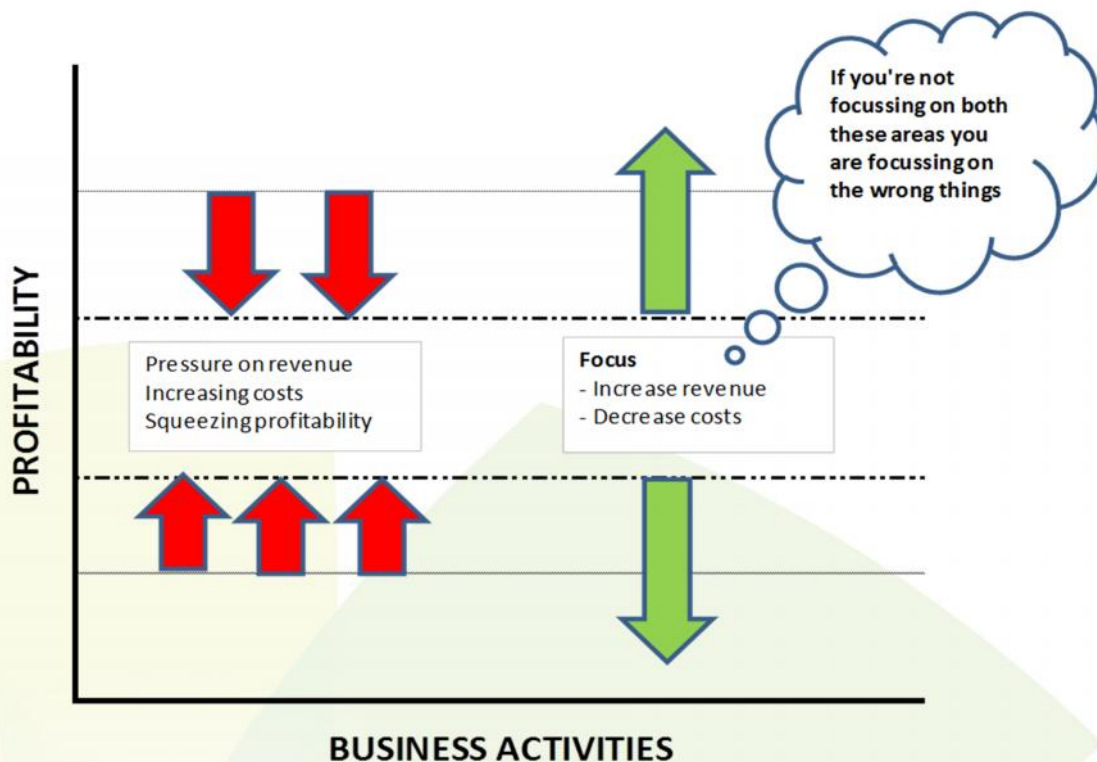 If you're not
focussing on both
these areas you
are focussing on
the wrong things
PROFITABILITY
Pressure on revenue
Increasing costs
Squeezing profitability
Focus
- Increase revenue
- Decrease costs
BUSINESS ACTIVITIES